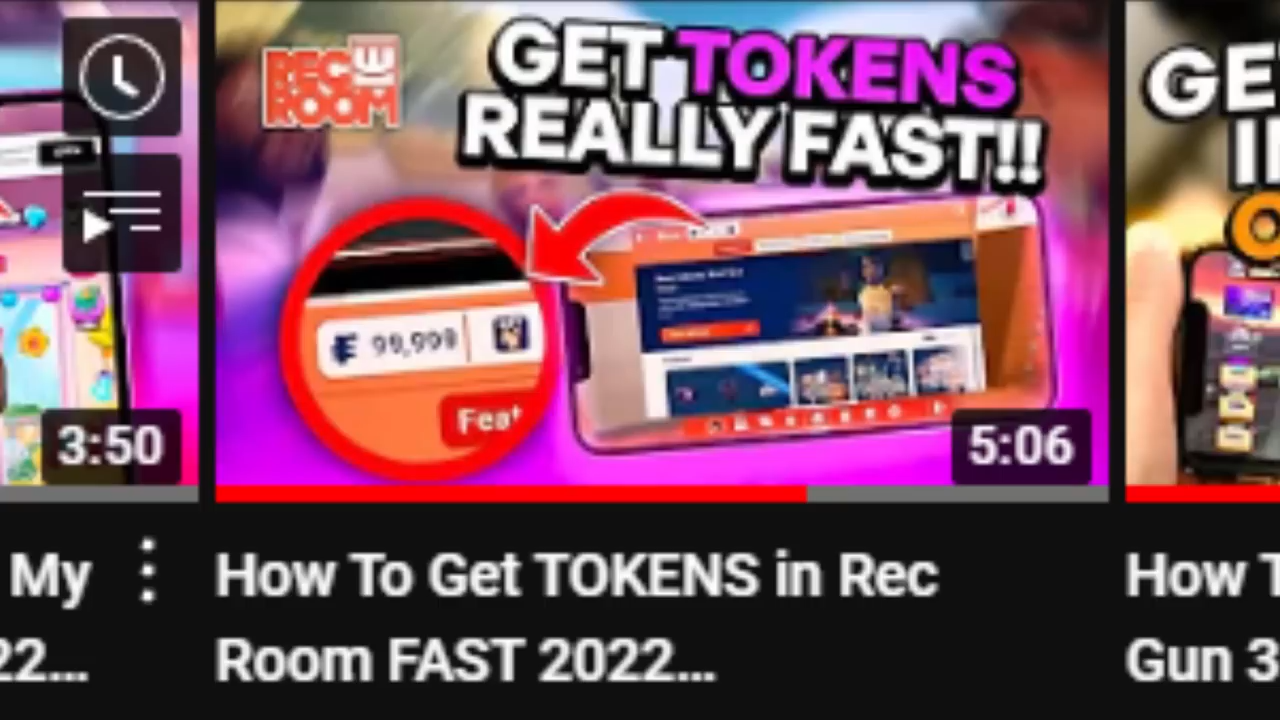 REC
ROOM
GET TOKENS
REALLY FAST!!
99,999
Feat
3:50
5:06
GE
My
22...
How To Get TOKENS in Rec
Room FAST 2022...
How T
Gun 3